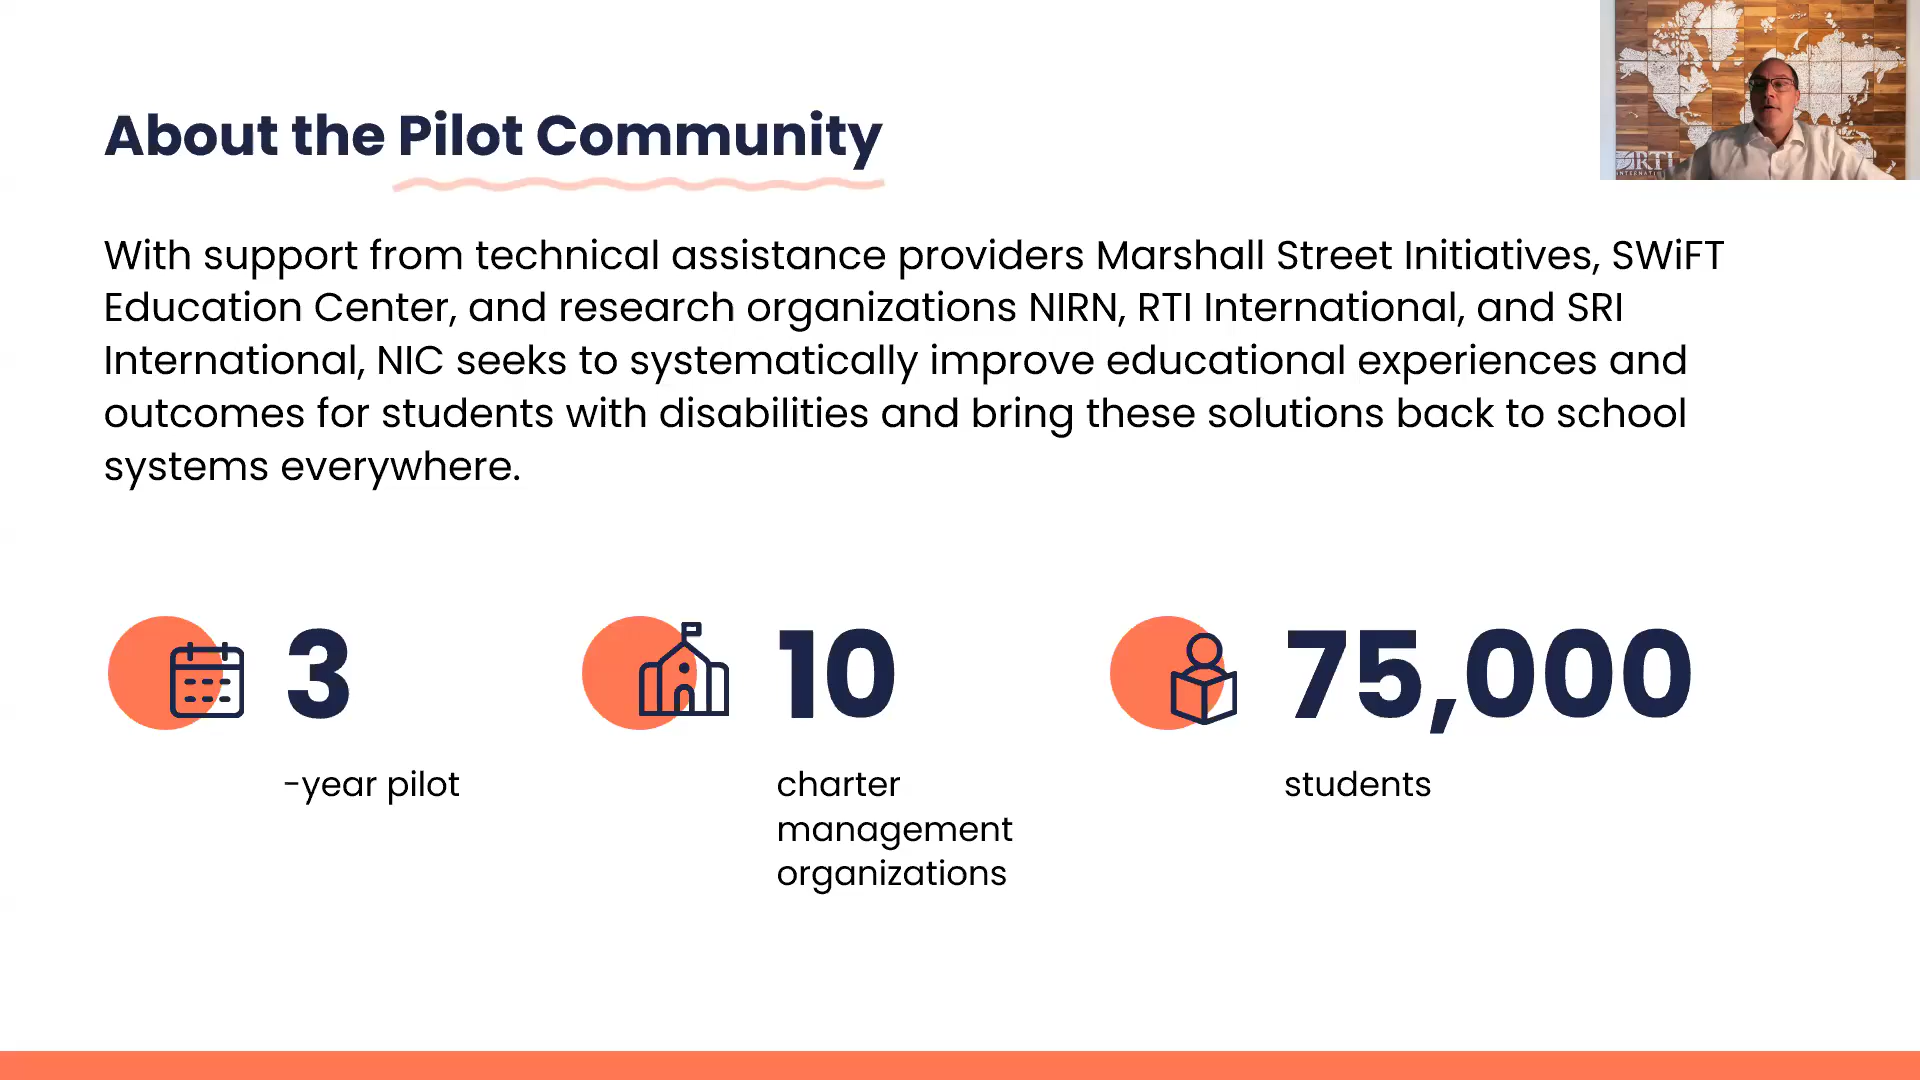 About the Pilot Community
With support from technical assistance providers Marshall Street Initiatives, SWiFT
Education Center, and research organizations NIRN, RTI International, and SRI
International, NIC seeks to systematically improve educational experiences and
outcomes for students with disabilities and bring these solutions back to school
systems everywhere.
3
-year pilot
10
charter
management
organizations
75,000
students
RTI
INTERNATI